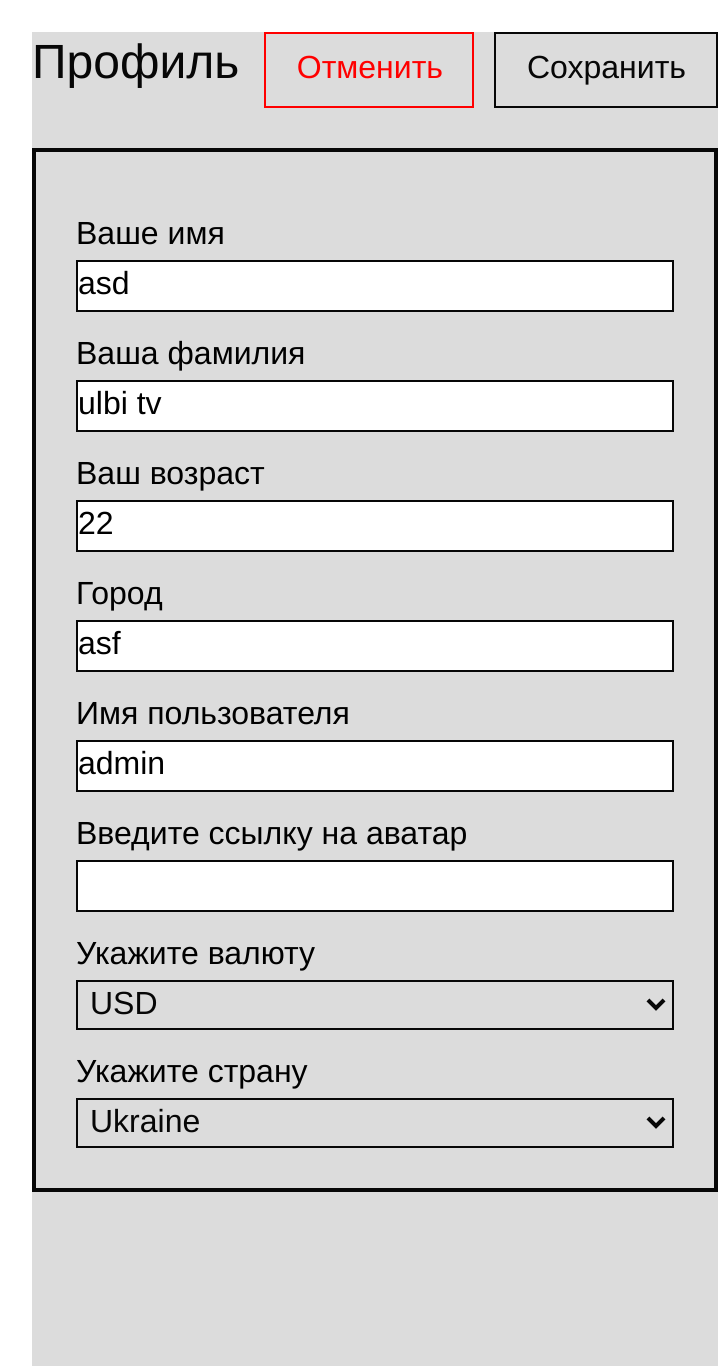 Профиль Отменить Сохранить
Ваше имя
asd
Ваша фамилия
ulbi tv
Ваш возраст
22
Город
asf
Имя пользователя
admin
Введите ссылку на аватар
Укажите валюту
USD
Укажите страну
Ukraine